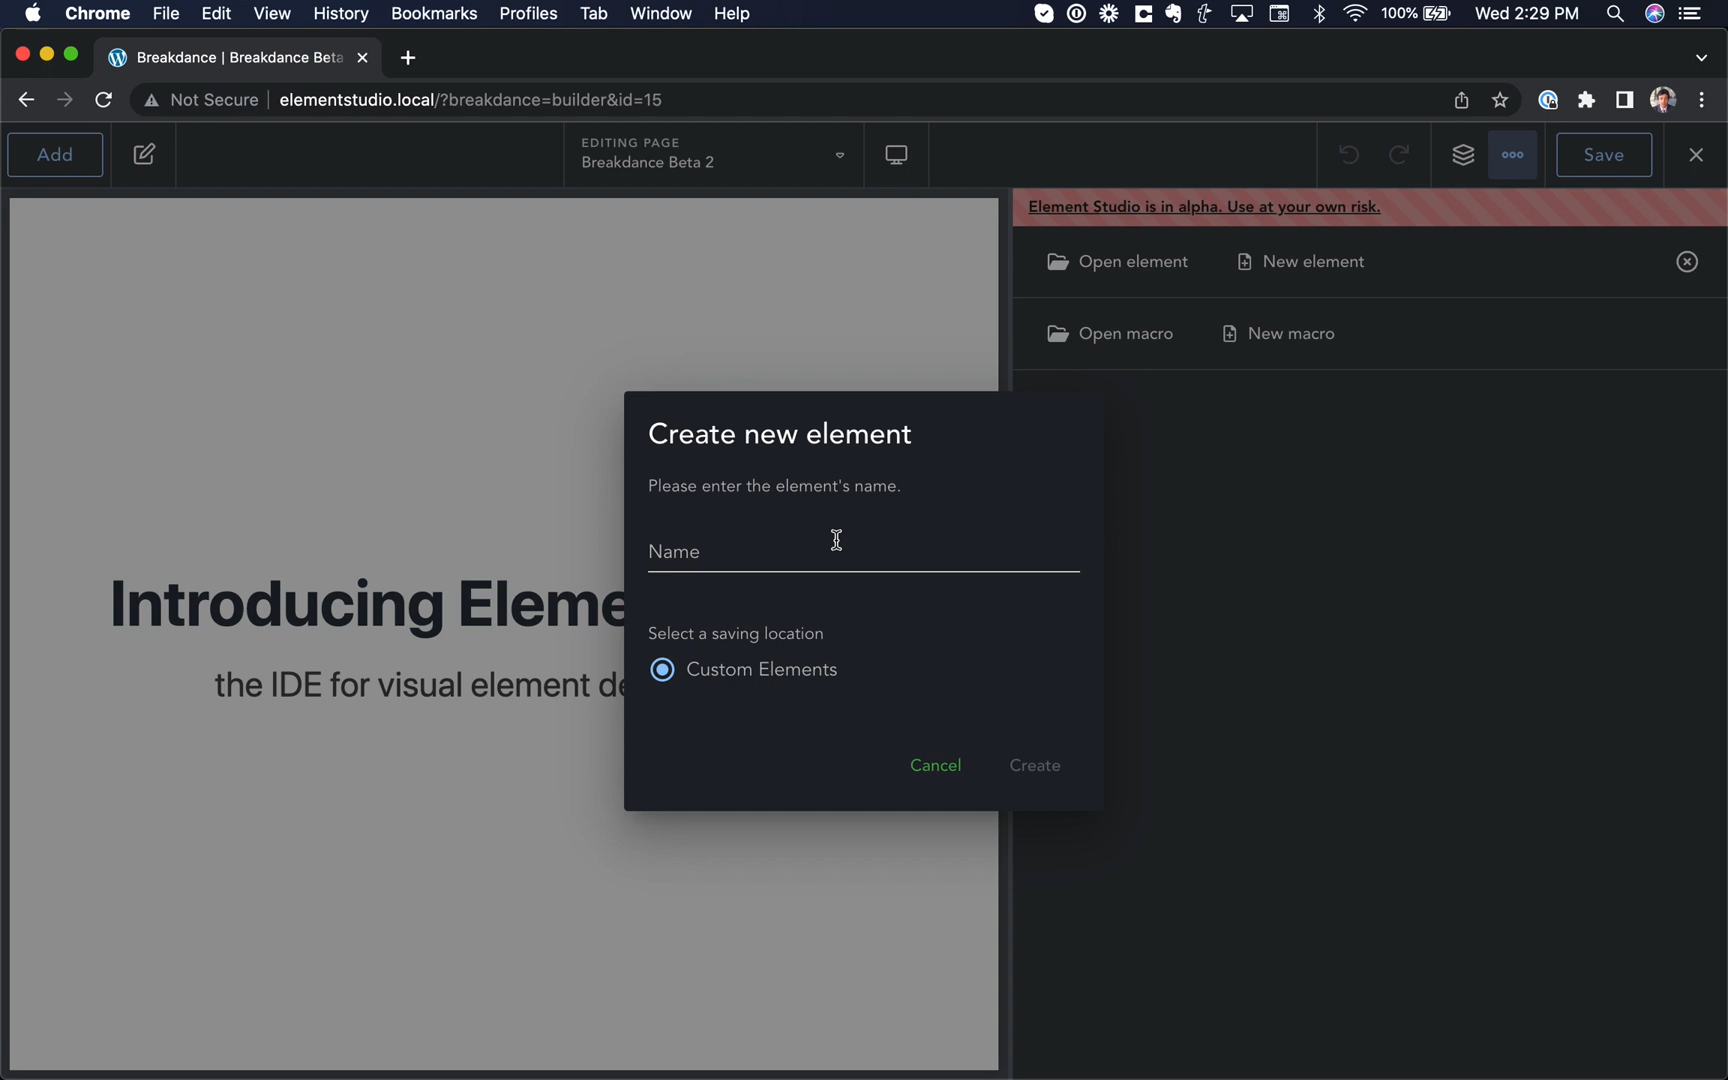 Chrome File Edit View History Bookmarks Profiles Tab Window Help 100% Wed 2:29 PM
Breakdance | Breakdance Beta
Not Secure elementstudio.local/?breakdance=builder&id=15
Add
EDITING PAGE
Breakdance Beta 2
Save
Element Studio is in alpha. Use at your own risk.
Open element New element
Open macro New macro
Create new element
Please enter the element's name.
Name
Select a saving location
Custom Elements
Cancel Create
Introducing Eleme
the IDE for visual element de